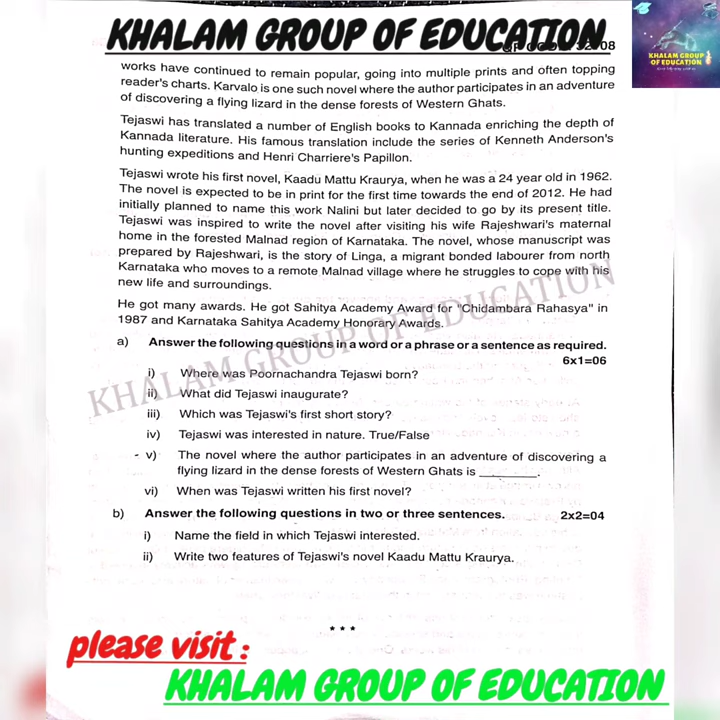 KHALAM GROUP OF EDUCATION
KHALAM GROUP
OF EDUCATION
works have continued to remain popular, going into multiple prints and often topping
reader's charts. Karvalo is one such novel where the author participates in an adventure
of discovering a flying lizard in the dense forests of Western Ghats.
Tejaswi has translated a number of English books to Kannada enriching the depth of
Kannada literature. His famous translation include the series of Kenneth Anderson's
hunting expeditions and Henri Charriere's Papillon.
Tejaswi wrote his first novel, Kaadu Mattu Kraurya, when he was a 24 year old in 1962.
The novel is expected to be in print for the first time towards the end of 2012. He had
initially planned to name this work Nalini but later decided to go by its present title.
Tejaswi was inspired to write the novel after visiting his wife Rajeshwari's maternal
home in the forested Malnad region of Karnataka. The novel, whose manuscript was
prepared by Rajeshwari, is the story of Linga, a migrant bonded labourer from north
Karnataka who moves to a remote Malnad village where he struggles to cope with his
new life and surroundings.
He got many awards. He got Sahitya Academy Award for "Chidambara Rahasya" in
1987 and Karnataka Sahitya Academy Honorary Awards.
a) Answer the following questions in a word or a phrase or a sentence as required.
6x1=06
i) Where was Poornachandra Tejaswi born?
ii) What did Tejaswi inaugurate?
iii) Which was Tejaswi's first short story?
iv) Tejaswi was interested in nature. True/False
- v) The novel where the author participates in an adventure of discovering a
flying lizard in the dense forests of Western Ghats is ________.
vi) When was Tejaswi written his first novel?
b) Answer the following questions in two or three sentences. 2x2=04
i) Name the field in which Tejaswi interested.
ii) Write two features of Tejaswi's novel Kaadu Mattu Kraurya.
* * *
KHALAM GROUP OF EDUCATION
please visit :
KHALAM GROUP OF EDUCATION